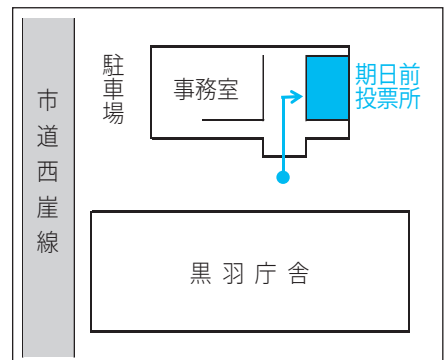 市道西崖線
駐車場
事務室
期日前
投票所
黒羽庁舎